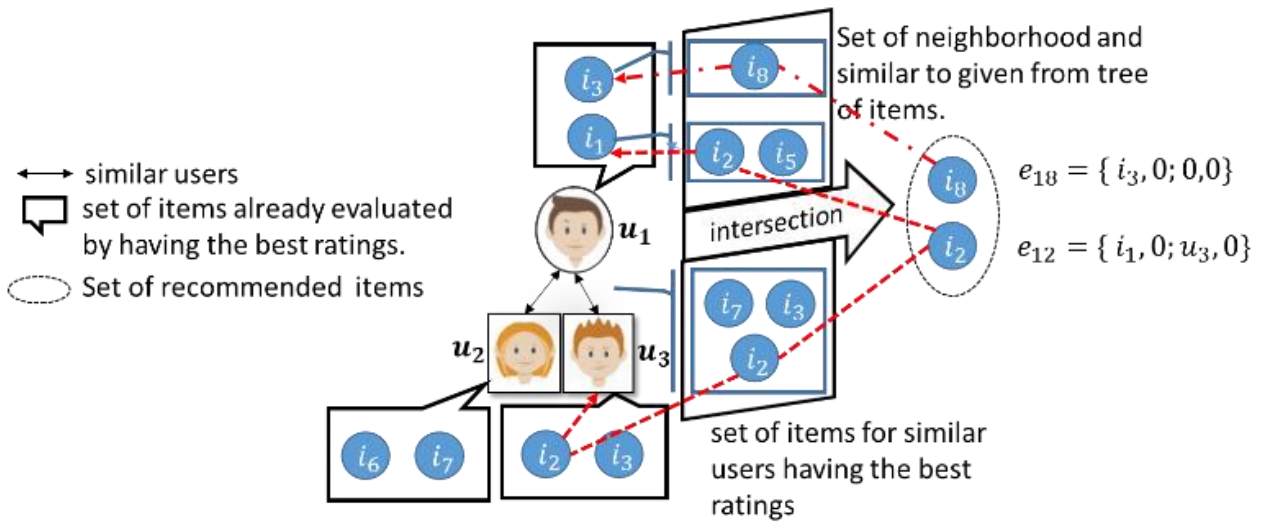 Set of neighborhood and
similar to given from tree
of items.
i₃
i₁
i₈
i₂ i₅
similar users
set of items already evaluated
by having the best ratings.
Set of recommended items
u₁
intersection
i₈
i₂
e₁₈ = { i₃, 0; 0,0}
e₁₂ = { i₁, 0; u₃, 0}
i₇ i₃
i₂
u₂
u₃
i₆ i₇
i₂ i₃
set of items for similar
users having the best
ratings